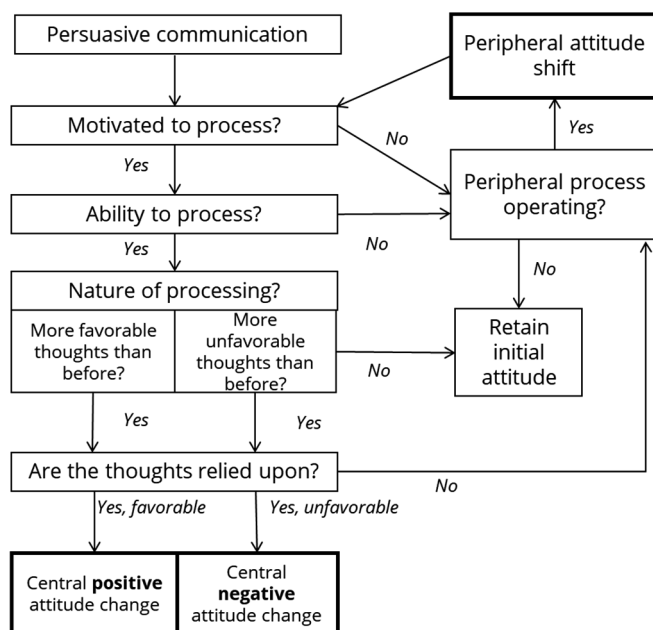 Persuasive communication
Peripheral attitude
shift
Motivated to process?
No
Yes
Yes
Peripheral process
operating?
Ability to process?
Yes
No
No
Nature of processing?
More favorable
thoughts than
before?
More
unfavorable
thoughts than
before?
No
Retain
initial
attitude
Yes
Yes
Are the thoughts relied upon?
No
Yes, favorable
Yes, unfavorable
Central positive
attitude change
Central
negative
attitude change